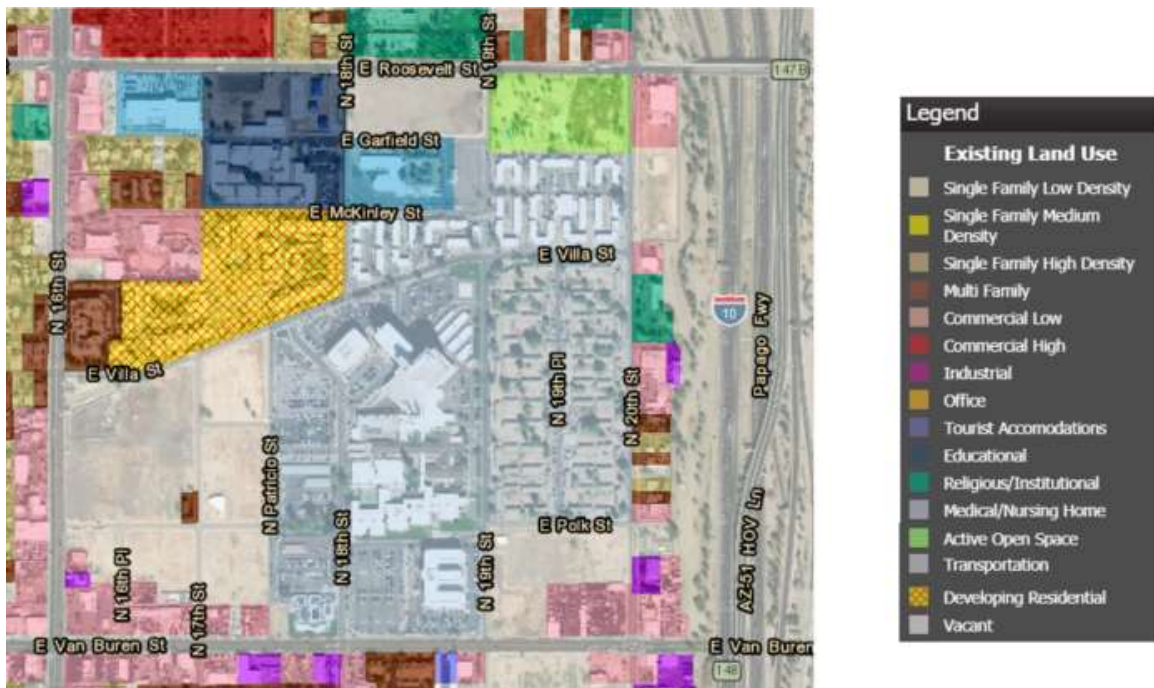 N 18th St
N 19th St
E Roosevelt St
147B
E Garfield St
E McKinley St
E Villa St
N 16th St
10
Papago Fwy
E Villa St
N 19th Pl
N 20th St
N Patricio St
E Polk St
N 18th St
N 19th St
AZ-51 HOV Ln
N 16th Pl
N 17th St
E Van Buren St
E Van Buren
148
Legend
Existing Land Use
Single Family Low Density
Single Family Medium
Density
Single Family High Density
Multi Family
Commercial Low
Commercial High
Industrial
Office
Tourist Accomodations
Educational
Religious/Institutional
Medical/Nursing Home
Active Open Space
Transportation
Developing Residential
Vacant